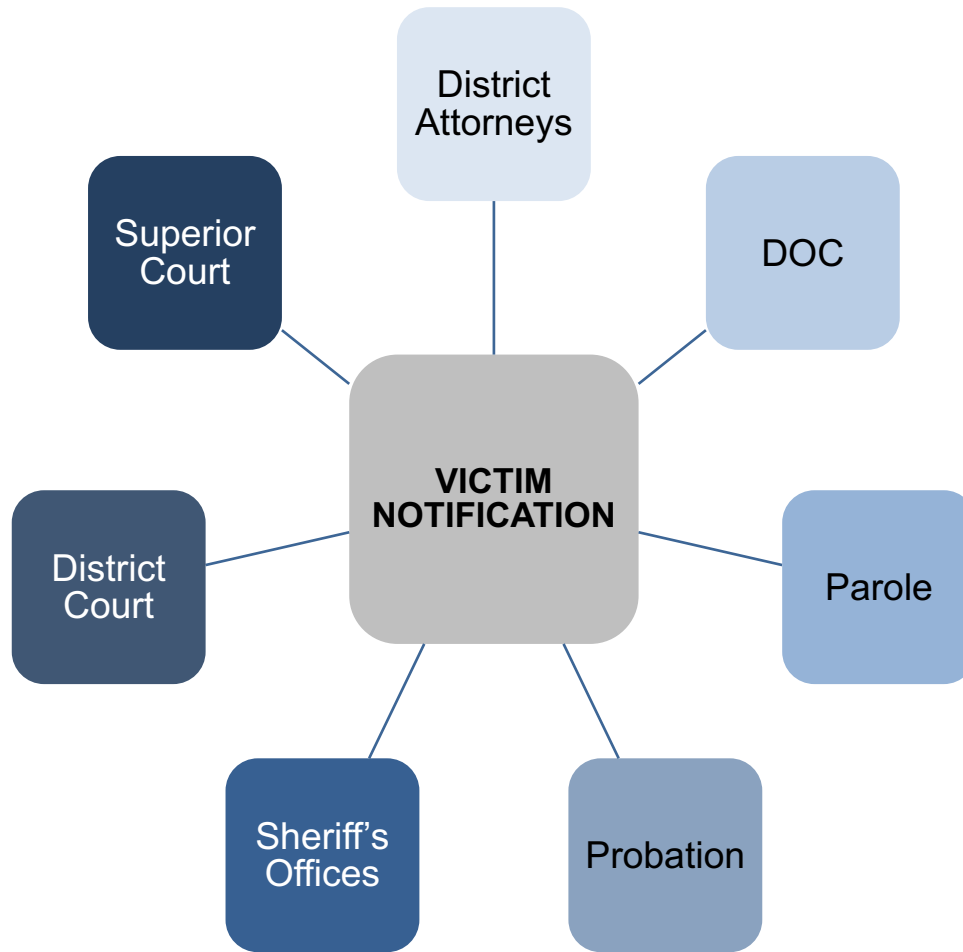 District
Attorneys
Superior
Court
DOC
VICTIM
NOTIFICATION
District
Court
Parole
Sheriff’s
Offices
Probation